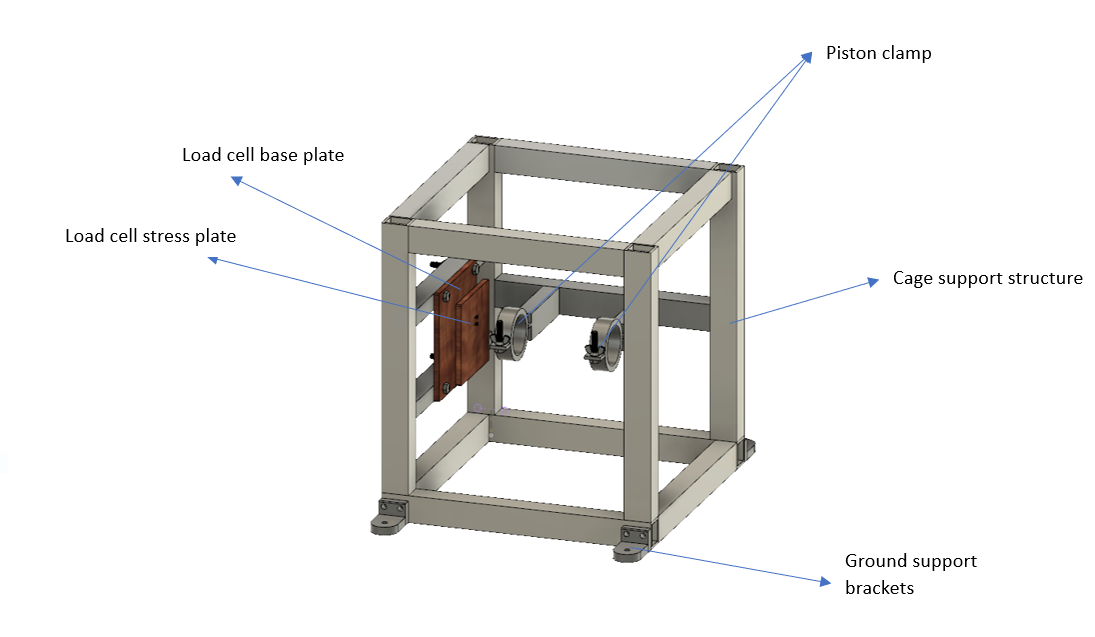 Piston clamp
Load cell base plate
Load cell stress plate
Cage support structure
Ground support
brackets